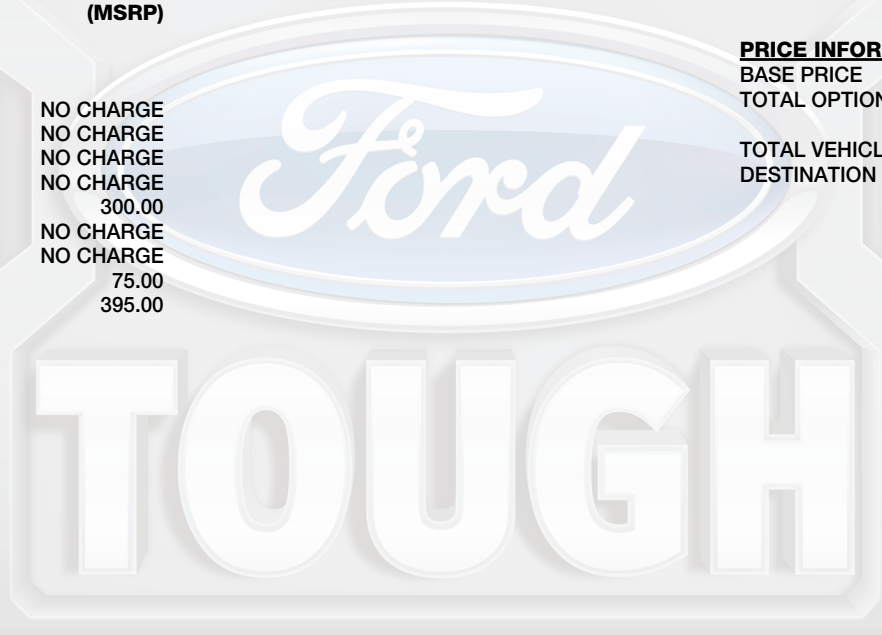 (MSRP)
NO CHARGE
NO CHARGE
NO CHARGE
NO CHARGE
300.00
NO CHARGE
NO CHARGE
75.00
395.00
PRICE INFOR
BASE PRICE
TOTAL OPTION
TOTAL VEHICL
DESTINATION
Ford
TOUGH